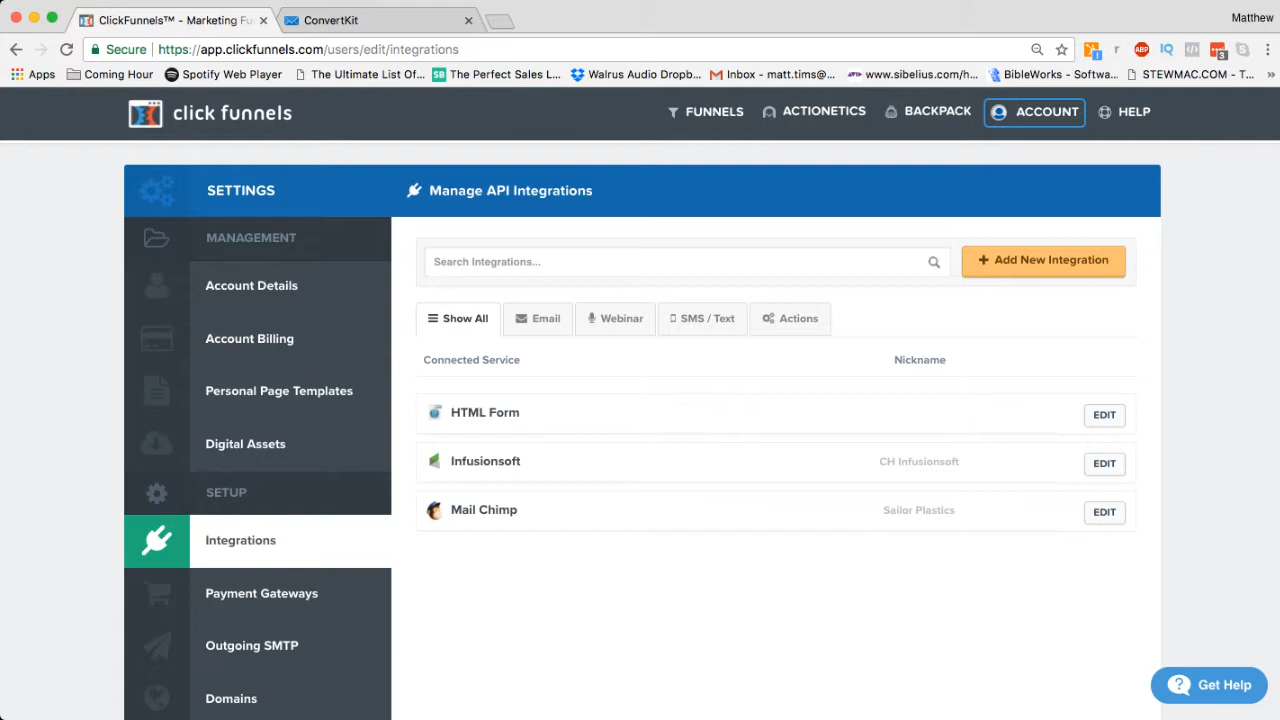 ClickFunnels™ - Marketing Fu
ConvertKit
Matthew
Secure
https://app.clickfunnels.com/users/edit/integrations
Apps
Coming Hour
Spotify Web Player
The Ultimate List Of...
The Perfect Sales L...
Walrus Audio Dropb...
Inbox - matt.tims@...
www.sibelius.com/h...
BibleWorks - Softwa...
STEWMAC.COM - T...
click funnels
FUNNELS
ACTIONETICS
BACKPACK
ACCOUNT
HELP
SETTINGS
Manage API Integrations
MANAGEMENT
Account Details
Account Billing
Personal Page Templates
Digital Assets
SETUP
Integrations
Payment Gateways
Outgoing SMTP
Domains
Search Integrations...
+ Add New Integration
Show All
Email
Webinar
SMS / Text
Actions
Connected Service
Nickname
HTML Form
EDIT
Infusionsoft
CH Infusionsoft
EDIT
Mail Chimp
Sailor Plastics
EDIT
Get Help